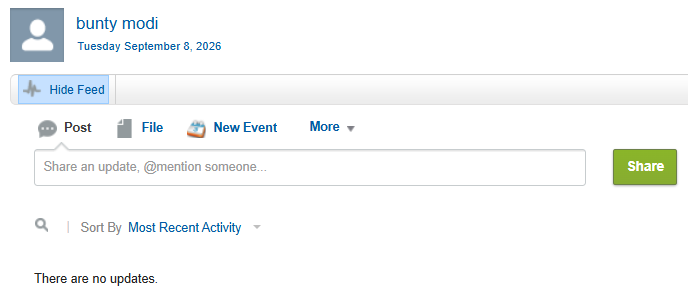 bunty modi
Tuesday September 8, 2026
Hide Feed
Post File New Event More
Share an update, @mention someone...
Share
Sort By Most Recent Activity
There are no updates.